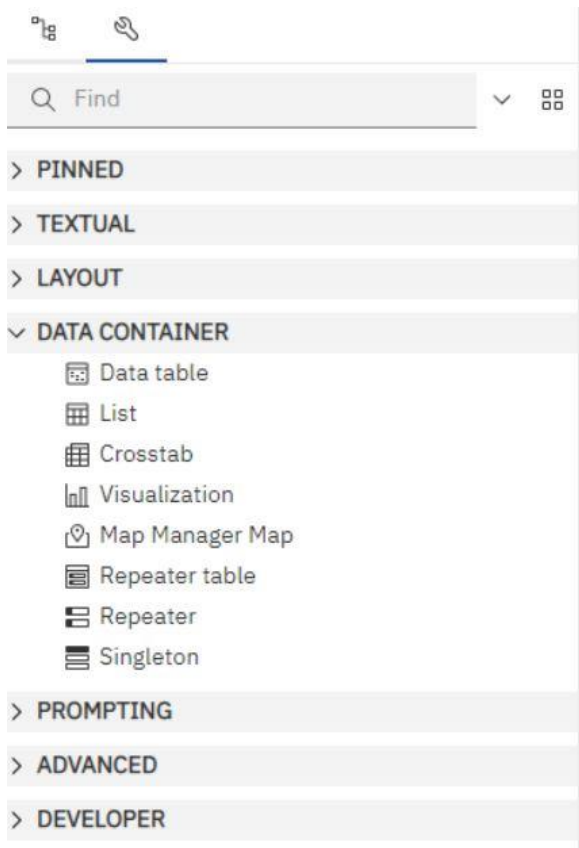 Find
PINNED
TEXTUAL
LAYOUT
DATA CONTAINER
Data table
List
Crosstab
Visualization
Map Manager Map
Repeater table
Repeater
Singleton
PROMPTING
ADVANCED
DEVELOPER